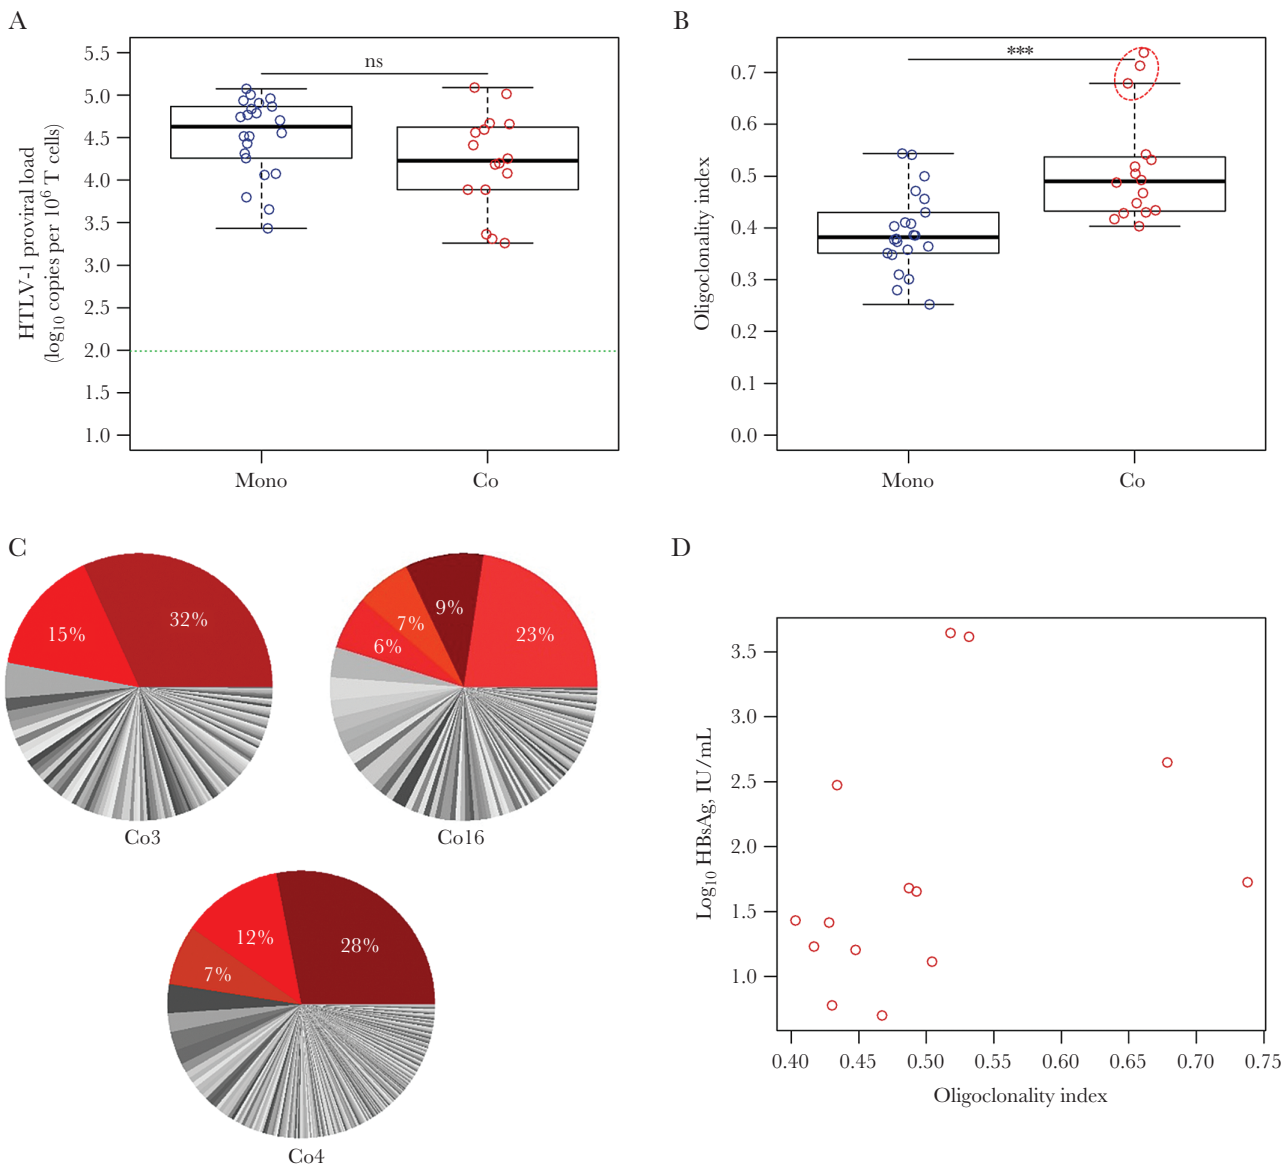 A
HTLV-1 proviral load
(log10 copies per 10^6 T cells)
5.5
5.0
4.5
4.0
3.5
3.0
2.5
2.0
1.5
1.0
ns
Mono
Co
B
Oligoclonality index
0.7
0.6
0.5
0.4
0.3
0.2
0.1
0.0
***
Mono
Co
C
32%
15%
Co3
23%
9%
7%
6%
Co16
28%
12%
7%
Co4
D
Log10 HBsAg, IU/mL
3.5
3.0
2.5
2.0
1.5
1.0
0.40 0.45 0.50 0.55 0.60 0.65 0.70 0.75
Oligoclonality index